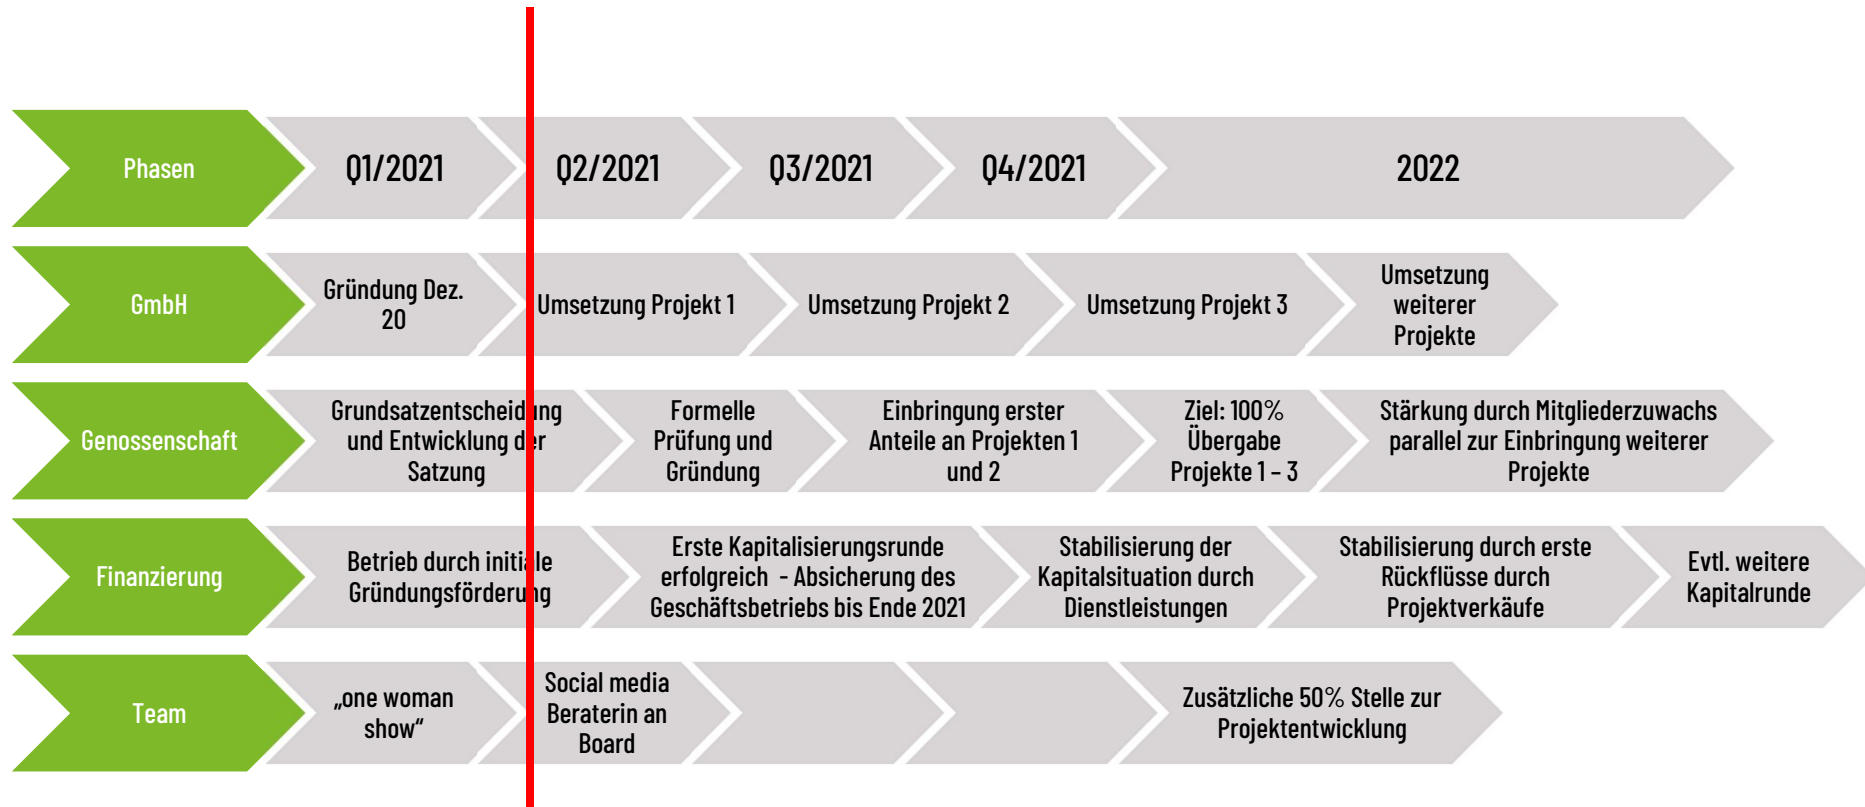 Phasen
Q1/2021
Q2/2021
Q3/2021
Q4/2021
2022
GmbH
Gründung Dez.
20
Umsetzung Projekt 1
Umsetzung Projekt 2
Umsetzung Projekt 3
Umsetzung
weiterer
Projekte
Genossenschaft
Grundsatzentscheidung
und Entwicklung der
Satzung
Formelle
Prüfung und
Gründung
Einbringung erster
Anteile an Projekten 1
und 2
Ziel: 100%
Übergabe
Projekte 1 – 3
Stärkung durch Mitgliederzuwachs
parallel zur Einbringung weiterer
Projekte
Finanzierung
Betrieb durch initiale
Gründungsförderung
Erste Kapitalisierungsrunde
erfolgreich - Absicherung des
Geschäftsbetriebs bis Ende 2021
Stabilisierung der
Kapitalsituation durch
Dienstleistungen
Stabilisierung durch erste
Rückflüsse durch
Projektverkäufe
Evtl. weitere
Kapitalrunde
Team
„one woman
show“
Social media
Beraterin an
Board
Zusätzliche 50% Stelle zur
Projektentwicklung